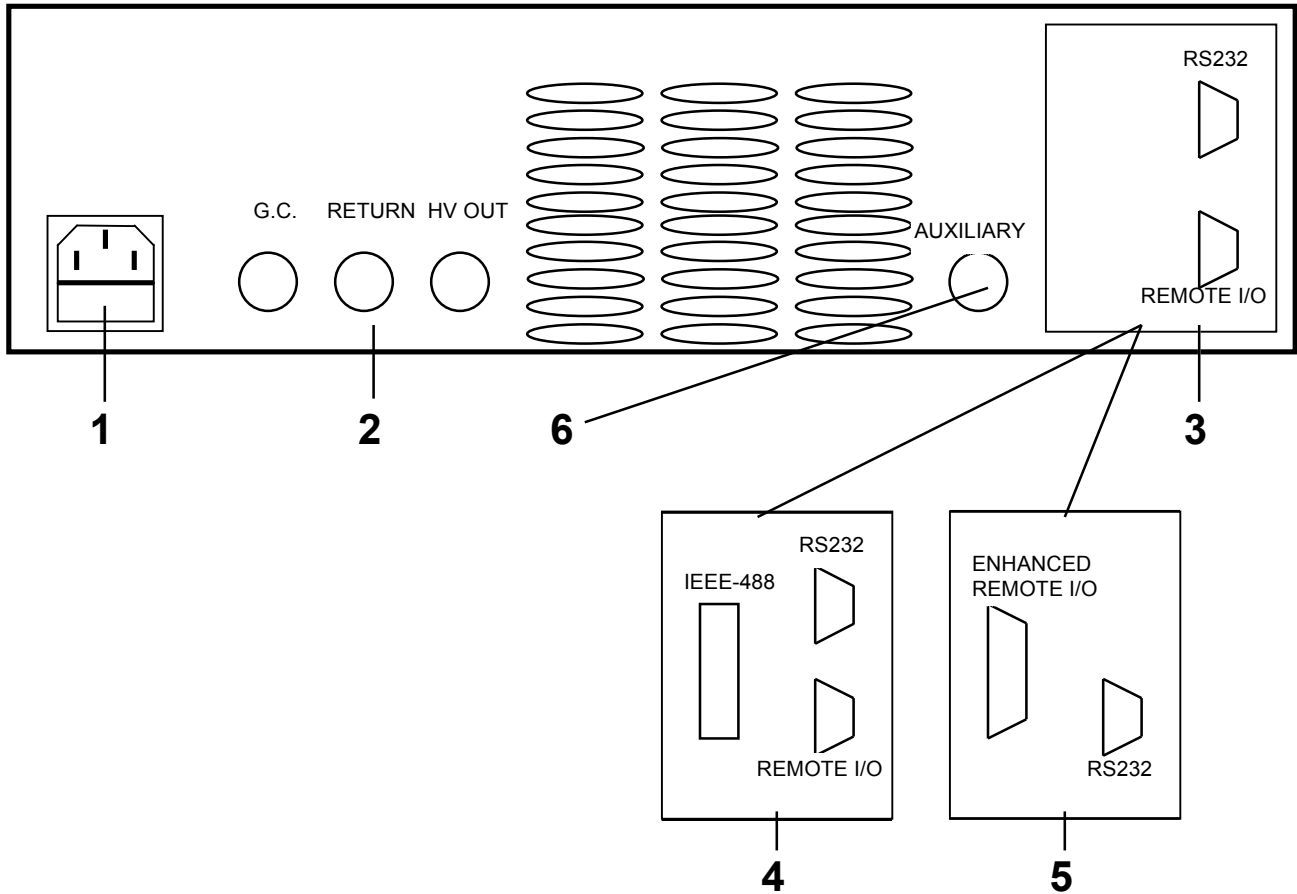 RS232
G.C. RETURN HV OUT
AUXILIARY
REMOTE I/O
1 2 6 3
RS232
IEEE-488
REMOTE I/O
ENHANCED
REMOTE I/O
RS232
4 5